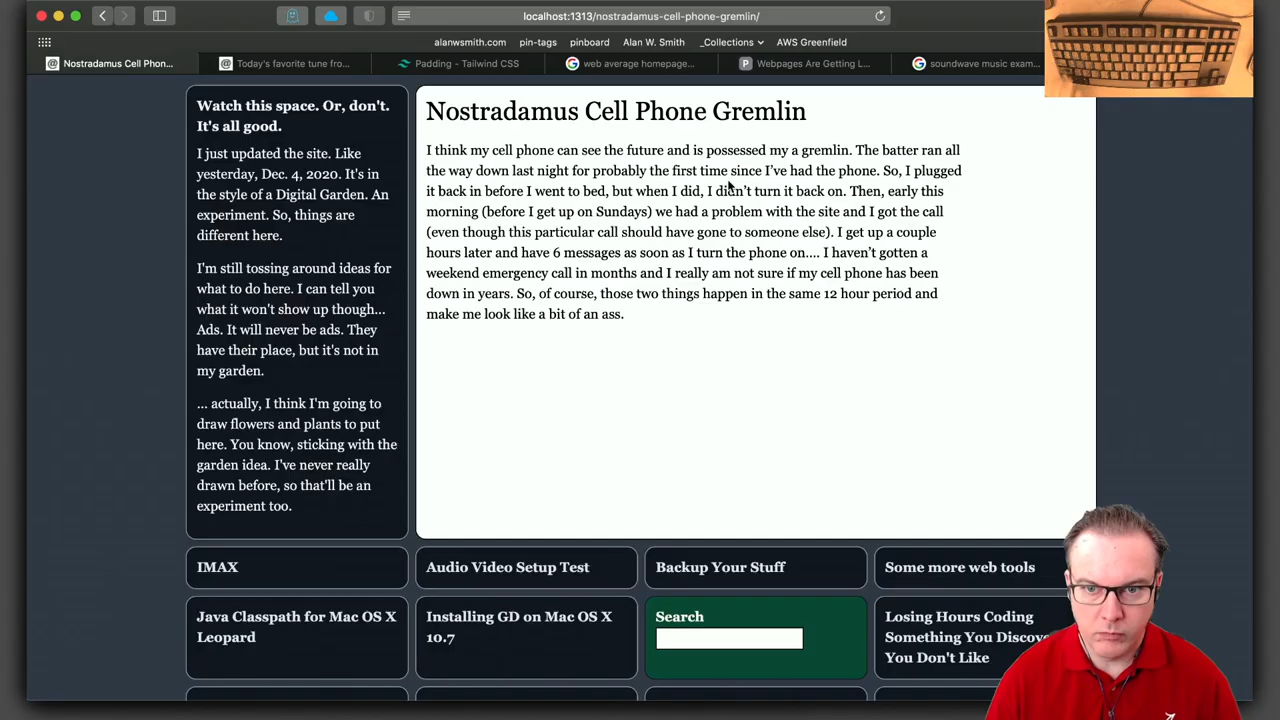 localhost:1313/nostradamus-cell-phone-gremlin/
alanwsmith.com pin-tags pinboard Alan W. Smith _Collections AWS Greenfield
Nostradamus Cell Phon... Today's favorite tune fro... Padding - Tailwind CSS web average homepage... Webpages Are Getting L... soundwave music exam...
Watch this space. Or, don't.
It's all good.
I just updated the site. Like
yesterday, Dec. 4, 2020. It's in
the style of a Digital Garden. An
experiment. So, things are
different here.
I'm still tossing around ideas for
what to do here. I can tell you
what it won't show up though...
Ads. It will never be ads. They
have their place, but it's not in
my garden.
... actually, I think I'm going to
draw flowers and plants to put
here. You know, sticking with the
garden idea. I've never really
drawn before, so that'll be an
experiment too.
Nostradamus Cell Phone Gremlin
I think my cell phone can see the future and is possessed my a gremlin. The batter ran all
the way down last night for probably the first time since I’ve had the phone. So, I plugged
it back in before I went to bed, but when I did, I didn’t turn it back on. Then, early this
morning (before I get up on Sundays) we had a problem with the site and I got the call
(even though this particular call should have gone to someone else). I get up a couple
hours later and have 6 messages as soon as I turn the phone on.... I haven’t gotten a
weekend emergency call in months and I really am not sure if my cell phone has been
down in years. So, of course, those two things happen in the same 12 hour period and
make me look like a bit of an ass.
IMAX
Audio Video Setup Test
Backup Your Stuff
Some more web tools
Java Classpath for Mac OS X
Leopard
Installing GD on Mac OS X
10.7
Search
Losing Hours Coding
Something You Discov
You Don't Like